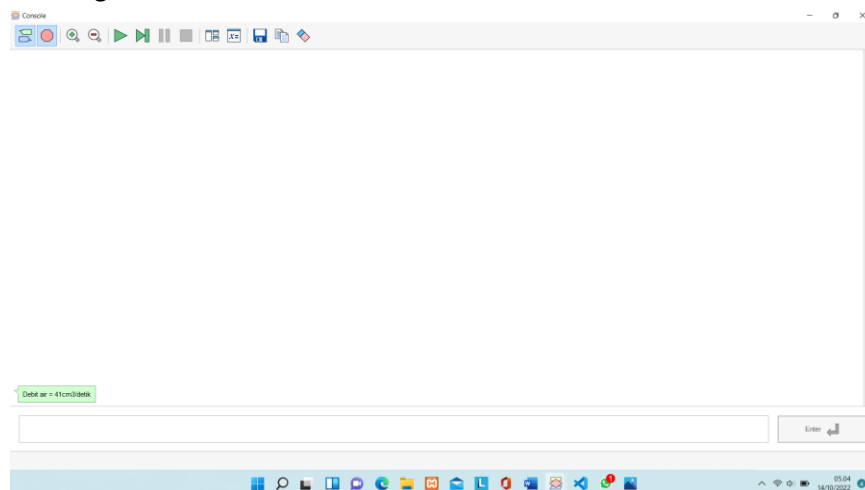 Console
Debit air = 41cm3/detik
Enter
05.04
14/10/2022